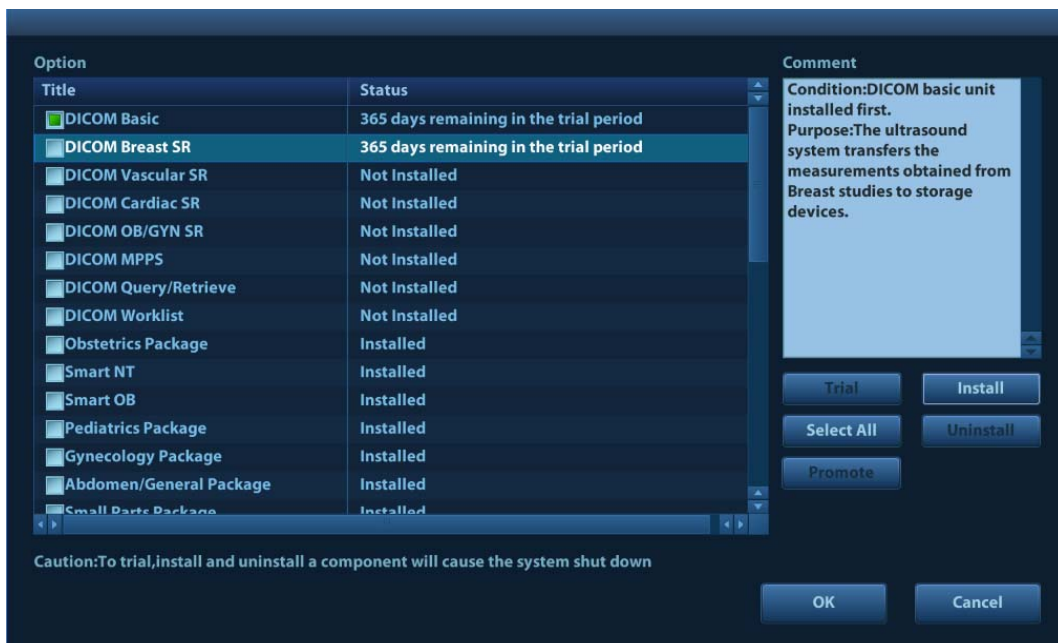 Option
Comment
Title Status
DICOM Basic 365 days remaining in the trial period
DICOM Breast SR 365 days remaining in the trial period
DICOM Vascular SR Not Installed
DICOM Cardiac SR Not Installed
DICOM OB/GYN SR Not Installed
DICOM MPPS Not Installed
DICOM Query/Retrieve Not Installed
DICOM Worklist Not Installed
Obstetrics Package Installed
Smart NT Installed
Smart OB Installed
Pediatrics Package Installed
Gynecology Package Installed
Abdomen/General Package Installed
Small Parts Package Installed
Condition:DICOM basic unit
installed first.
Purpose:The ultrasound
system transfers the
measurements obtained from
Breast studies to storage
devices.
Trial Install
Select All Uninstall
Promote
Caution:To trial,install and uninstall a component will cause the system shut down
OK Cancel